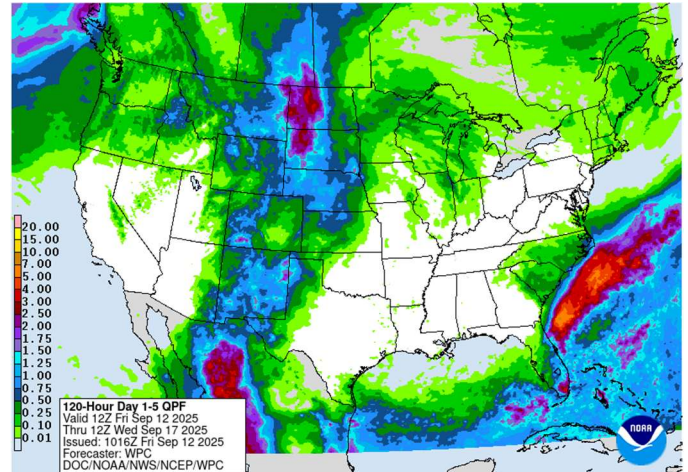 20.00
15.00
10.00
7.00
5.00
4.00
3.00
2.50
2.00
1.75
1.50
1.25
1.00
0.75
0.50
0.25
0.10
0.01
120-Hour Day 1-5 QPF
Valid 12Z Fri Sep 12 2025
Thru 12Z Wed Sep 17 2025
Issued: 1016Z Fri Sep 12 2025
Forecaster: WPC
DOC/NOAA/NWS/NCEP/WPC
NOAA